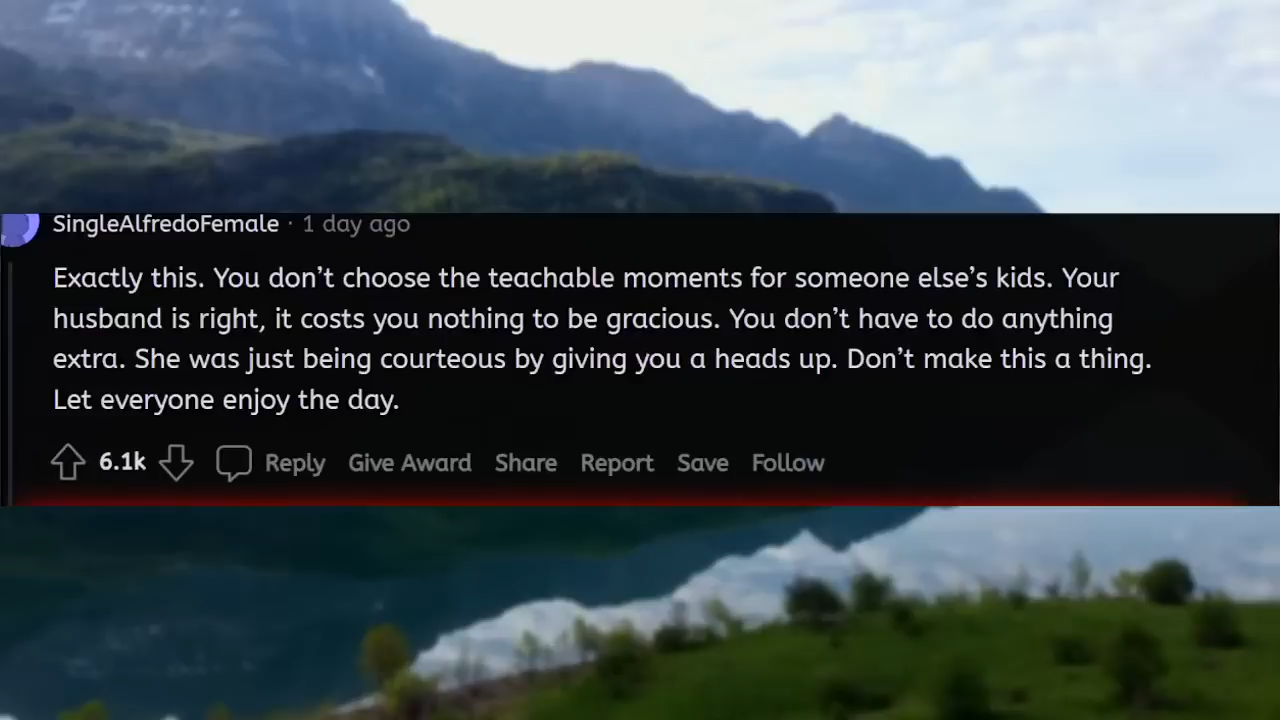 SingleAlfredoFemale · 1 day ago
Exactly this. You don’t choose the teachable moments for someone else’s kids. Your
husband is right, it costs you nothing to be gracious. You don’t have to do anything
extra. She was just being courteous by giving you a heads up. Don’t make this a thing.
Let everyone enjoy the day.
6.1k Reply Give Award Share Report Save Follow